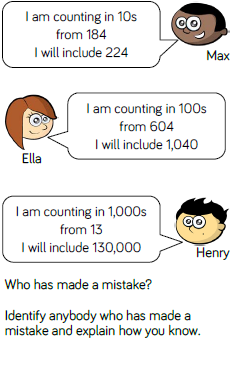 I am counting in 10s
from 184
I will include 224
Max
I am counting in 100s
from 604
I will include 1,040
Ella
I am counting in 1,000s
from 13
I will include 130,000
Henry
Who has made a mistake?
Identify anybody who has made a
mistake and explain how you know.